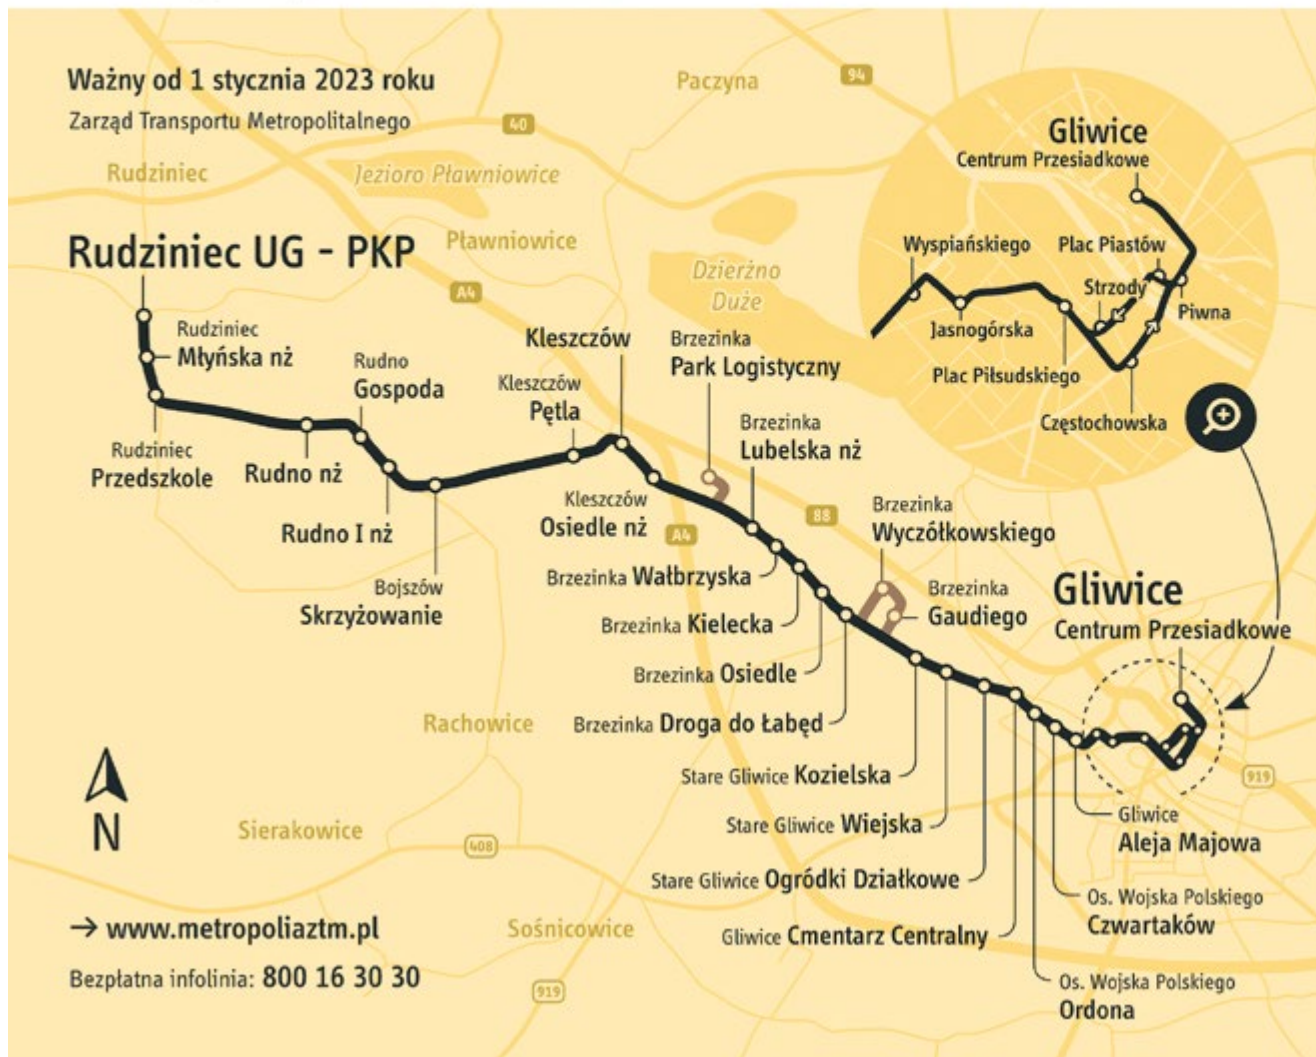 Ważny od 1 stycznia 2023 roku
Zarząd Transportu Metropolitalnego
Paczyna
94
40
Rudziniec
Jezioro Pławniowice
Gliwice
Centrum Przesiadkowe
Wyspiańskiego
Plac Piastów
Strzody
Piwna
Jasnogórska
Plac Piłsudskiego
Częstochowska
Rudziniec UG - PKP
Pławniowice
Dzierżno
Duże
A4
Rudziniec
Młyńska nż
Rudziniec
Przedszkole
Rudno nż
Rudno
Gospoda
Rudno I nż
Bojszów
Skrzyżowanie
Kleszczów
Pętla
Kleszczów
Kleszczów
Osiedle nż
Brzezinka
Park Logistyczny
Brzezinka
Lubelska nż
88
A4
Brzezinka Wałbrzyska
Brzezinka Kielecka
Brzezinka Osiedle
Brzezinka Droga do Łabęd
Brzezinka
Wyczółkowskiego
Brzezinka
Gaudiego
Gliwice
Centrum Przesiadkowe
Stare Gliwice Kozielska
Stare Gliwice Wiejska
Stare Gliwice Ogródki Działkowe
Gliwice Cmentarz Centralny
Os. Wojska Polskiego
Ordona
Os. Wojska Polskiego
Czwartaków
Gliwice
Aleja Majowa
919
Rachowice
N
Sierakowice
408
Sośnicowice
919
→ www.metropoliaztm.pl
Bezpłatna infolinia: 800 16 30 30